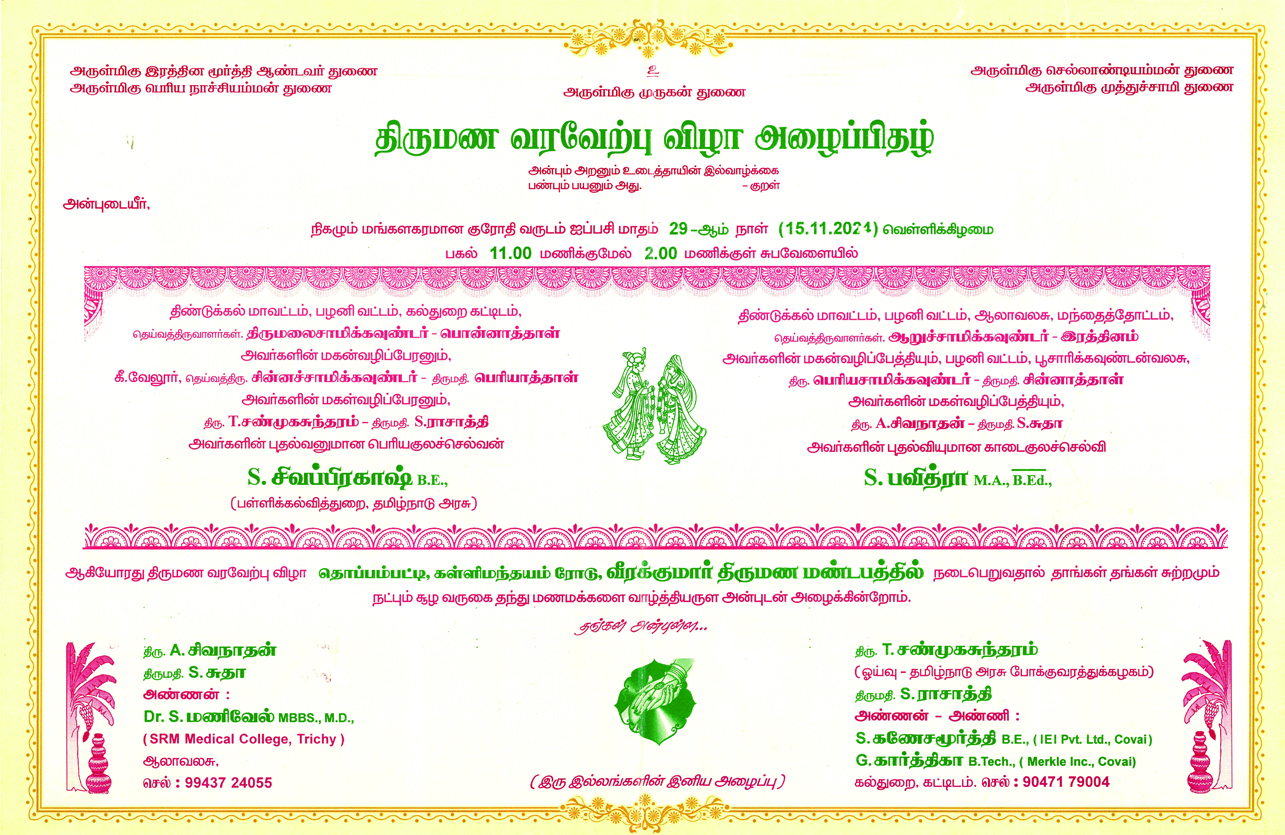 அருள்மிகு இரத்தின மூர்த்தி ஆண்டவர் துணை
அருள்மிகு பெரிய நாச்சியம்மன் துணை
உ
அருள்மிகு முருகன் துணை
அருள்மிகு செல்லாண்டியம்மன் துணை
அருள்மிகு முத்துச்சாமி துணை
திருமண வரவேற்பு விழா அழைப்பிதழ்
அன்பும் அறனும் உடைத்தாயின் இல்வாழ்க்கை
பண்பும் பயனும் அது. - குறள்
அன்புடையீர்,
நிகழும் மங்களகரமான குரோதி வருடம் ஐப்பசி மாதம் 29-ஆம் நாள் (15.11.2024) வெள்ளிக்கிழமை
பகல் 11.00 மணிக்குமேல் 2.00 மணிக்குள் சுபவேளையில்
திண்டுக்கல் மாவட்டம், பழனி வட்டம், கல்துறை கட்டிடம்,
தெய்வத்திருவாளர்கள். திருமலைசாமிக்கவுண்டர் - பொன்னாத்தாள்
அவர்களின் மகன்வழிப்பேரனும்,
கீ.வேலூர், தெய்வத்திரு. சின்னச்சாமிக்கவுண்டர் - திருமதி. பெரியாத்தாள்
அவர்களின் மகள்வழிப்பேரனும்,
திரு. T.சண்முகசுந்தரம் - திருமதி. S.ராசாத்தி
அவர்களின் புதல்வனுமான பெரியகுலச்செல்வன்
S. சிவப்பிரகாஷ் B.E.,
(பள்ளிக்கல்வித்துறை, தமிழ்நாடு அரசு)
திண்டுக்கல் மாவட்டம், பழனி வட்டம், ஆலாவலசு, மந்தைத்தோட்டம்,
தெய்வத்திருவாளர்கள். ஆறுச்சாமிக்கவுண்டர் - இரத்தினம்
அவர்களின் மகன்வழிப்பேத்தியும், பழனி வட்டம், பூசாரிக்கவுண்டன்வலசு,
திரு. பெரியசாமிக்கவுண்டர் - திருமதி. சின்னாத்தாள்
அவர்களின் மகள்வழிப்பேத்தியும்,
திரு. A.சிவநாதன் - திருமதி. S.சுதா
அவர்களின் புதல்வியுமான காடைகுலச்செல்வி
S. பவித்ரா M.A., B.Ed.,
ஆகியோரது திருமண வரவேற்பு விழா தொப்பம்பட்டி, கள்ளிமந்தயம் ரோடு, வீரக்குமார் திருமண மண்டபத்தில் நடைபெறுவதால் தாங்கள் தங்கள் சுற்றமும்
நட்பும் சூழ வருகை தந்து மணமக்களை வாழ்த்தியருள அன்புடன் அழைக்கின்றோம்.
தங்கள் அன்புள்ள...
திரு. A. சிவநாதன்
திருமதி. S. சுதா
அண்ணன் :
Dr. S. மணிவேல் MBBS., M.D.,
( SRM Medical College, Trichy )
ஆலாவலசு,
செல் : 99437 24055
(இரு இல்லங்களின் இனிய அழைப்பு)
திரு. T. சண்முகசுந்தரம்
(ஓய்வு - தமிழ்நாடு அரசு போக்குவரத்துக்கழகம்)
திருமதி. S. ராசாத்தி
அண்ணன் - அண்ணி :
S. கணேசமூர்த்தி B.E., ( IEI Pvt. Ltd., Covai)
G. கார்த்திகா B.Tech., ( Merkle Inc., Covai)
கல்துறை, கட்டிடம். செல் : 90471 79004